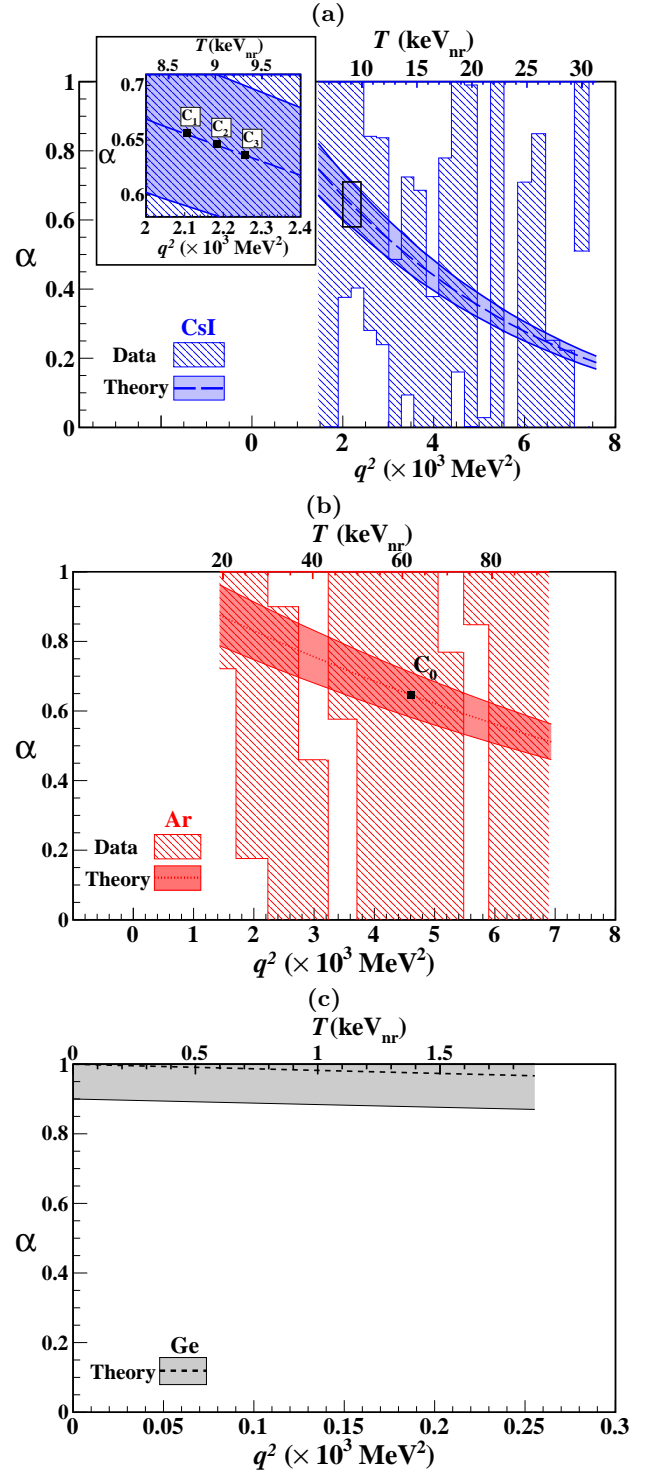 (a)
T (keVnr)
10 15 20 25 30
T (keVnr)
8.5 9 9.5
0.7
0.65
0.6
α
C1
C2
C3
2 2.1 2.2 2.3 2.4
q² (× 10³ MeV²)
1
0.8
0.6
0.4
0.2
0
α
CsI
Data
Theory
0 2 4 6 8
q² (× 10³ MeV²)
(b)
T (keVnr)
20 40 60 80
1
0.8
0.6
0.4
0.2
0
α
C0
Ar
Data
Theory
0 1 2 3 4 5 6 7 8
q² (× 10³ MeV²)
(c)
T(keVnr)
0 0.5 1 1.5
1
0.8
0.6
0.4
0.2
0
α
Ge
Theory
0.05 0.1 0.15 0.2 0.25 0.3
q² (× 10³ MeV²)